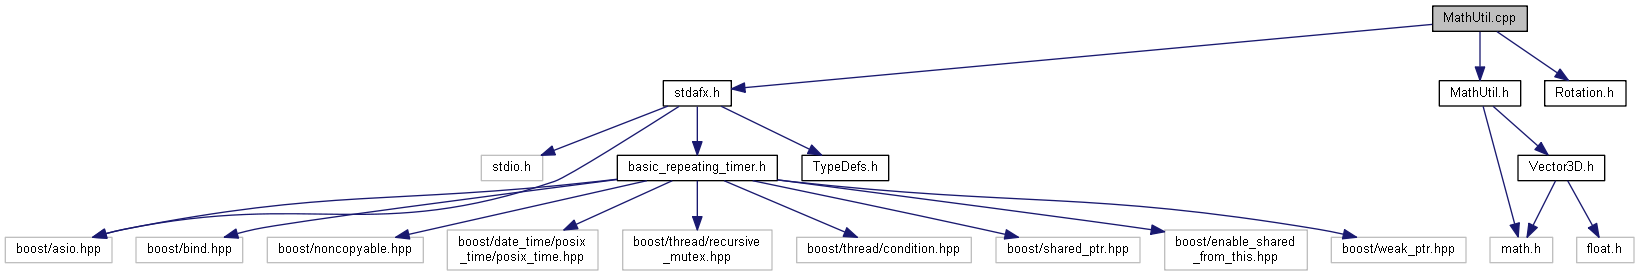 MathUtil.cpp
stdafx.h
MathUtil.h
Rotation.h
stdio.h
basic_repeating_timer.h
TypeDefs.h
Vector3D.h
boost/asio.hpp
boost/bind.hpp
boost/noncopyable.hpp
boost/date_time/posix
_time/posix_time.hpp
boost/thread/recursive
_mutex.hpp
boost/thread/condition.hpp
boost/shared_ptr.hpp
boost/enable_shared
_from_this.hpp
boost/weak_ptr.hpp
math.h
float.h